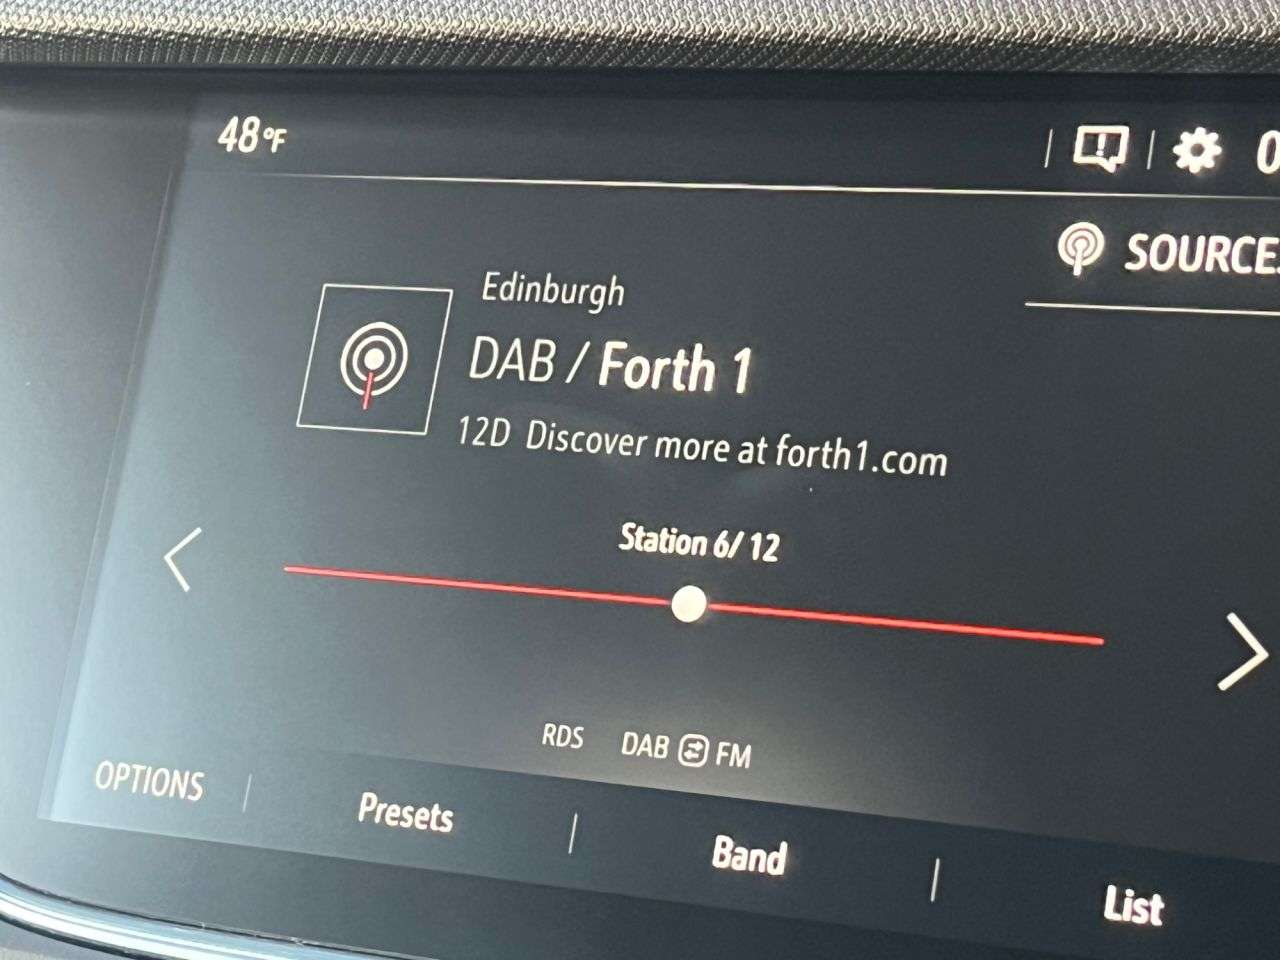 48°F
SOURCE
Edinburgh
DAB / Forth 1
12D Discover more at forth1.com
Station 6/ 12
RDS DAB FM
OPTIONS Presets Band List